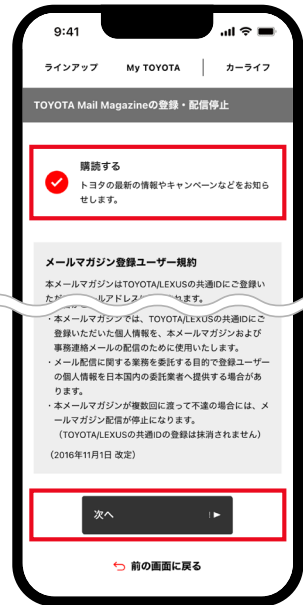 9:41
ラインアップ My TOYOTA カーライフ
TOYOTA Mail Magazineの登録・配信停止
購読する
トヨタの最新の情報やキャンペーンなどをお知ら
せします。
メールマガジン登録ユーザー規約
本メールマガジンはTOYOTA/LEXUSの共通IDにご登録い
・本メールマガジンでは、TOYOTA/LEXUSの共通IDにご
登録いただいた個人情報を、本メールマガジンおよび
事務連絡メールの配信のために使用いたします。
・メール配信に関する業務を委託する目的で登録ユーザー
の個人情報を日本国内の委託業者へ提供する場合があ
ります。
・本メールマガジンが複数回に渡って不達の場合には、メ
ールマガジン配信が停止になります。
（TOYOTA/LEXUSの共通IDの登録は抹消されません）
（2016年11月1日 改定）
次へ
前の画面に戻る